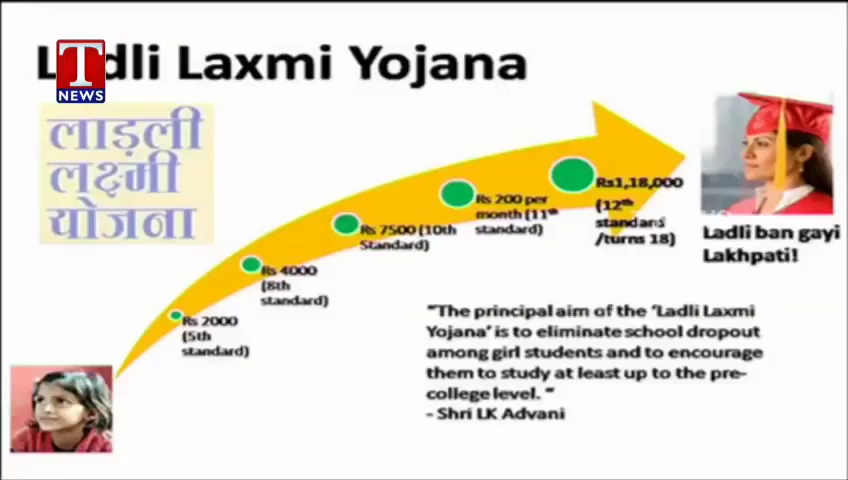 Ladli Laxmi Yojana
T
NEWS
लाड़ली
लक्ष्मी
योजना
Rs 2000
(5th
standard)
Rs 4000
(8th
standard)
Rs 7500 (10th
Standard)
Rs 200 per
month (11th
standard)
Rs1,18,000
(12th
standard
/turns 18)
Ladli ban gayi
Lakhpati!
"The principal aim of the 'Ladli Laxmi
Yojana' is to eliminate school dropout
among girl students and to encourage
them to study at least up to the pre-
college level. "
- Shri LK Advani